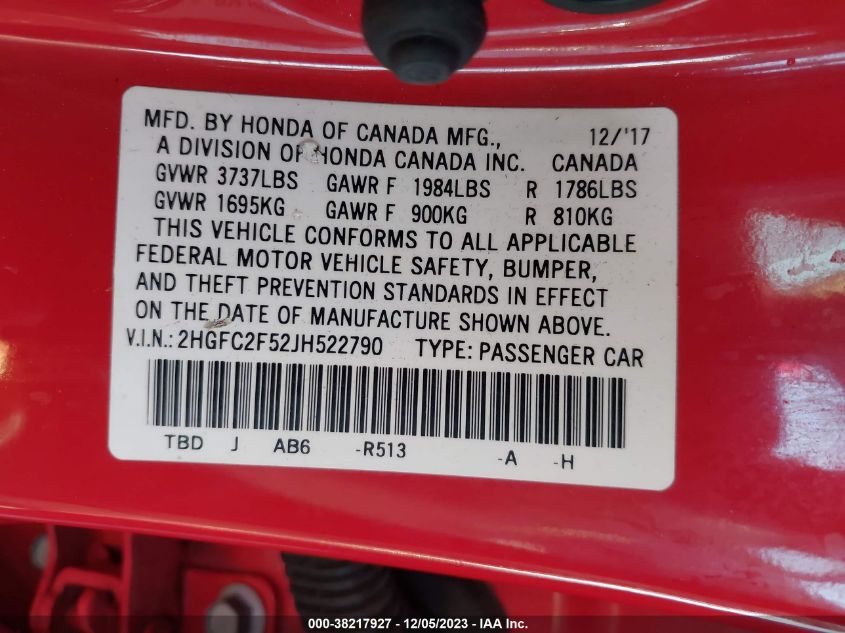 MFD. BY HONDA OF CANADA MFG., 12/'17
A DIVISION OF HONDA CANADA INC. CANADA
GVWR 3737LBS GAWR F 1984LBS R 1786LBS
GVWR 1695KG GAWR F 900KG R 810KG
THIS VEHICLE CONFORMS TO ALL APPLICABLE
FEDERAL MOTOR VEHICLE SAFETY, BUMPER,
AND THEFT PREVENTION STANDARDS IN EFFECT
ON THE DATE OF MANUFACTURE SHOWN ABOVE.
V.I.N.: 2HGFC2F52JH522790 TYPE: PASSENGER CAR
TBD J AB6 -R513 -A -H
000-38217927 - 12/05/2023 - IAA Inc.